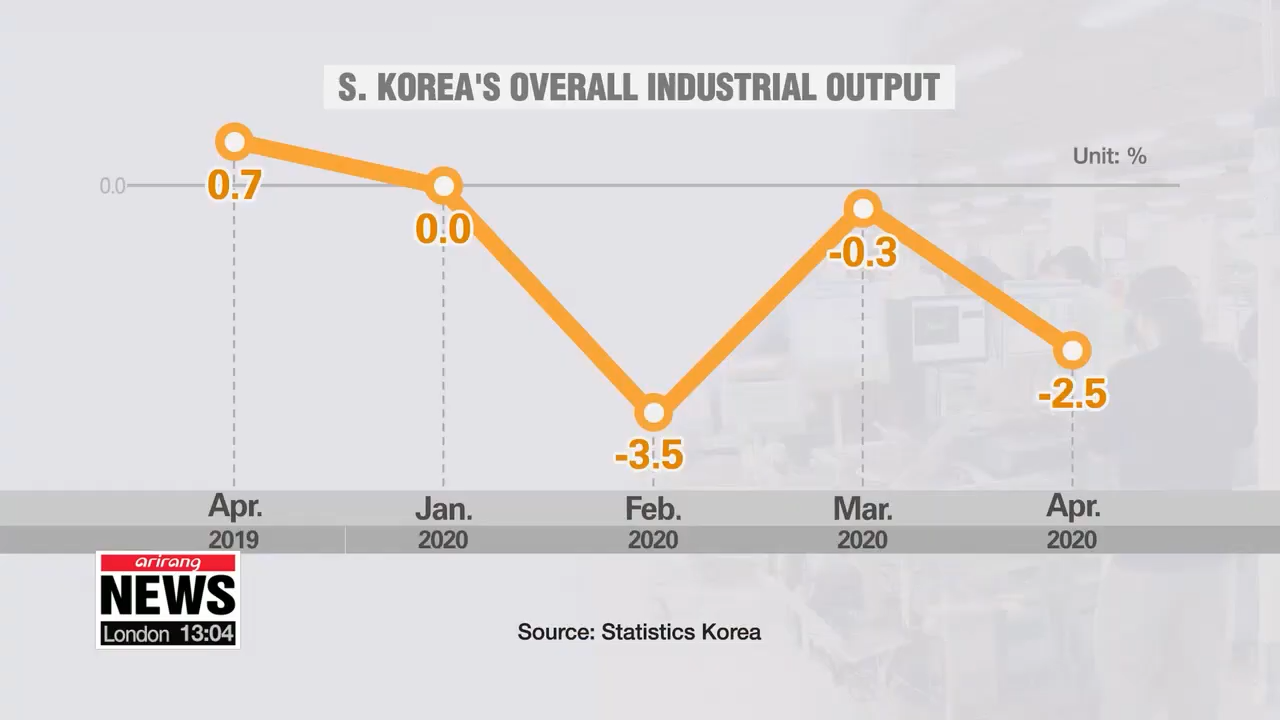 S. KOREA'S OVERALL INDUSTRIAL OUTPUT
Unit: %
0.0
0.7
0.0
-3.5
-0.3
-2.5
Apr. Jan. Feb. Mar. Apr.
2019 2020 2020 2020 2020
arirang
NEWS
London 13:04
Source: Statistics Korea